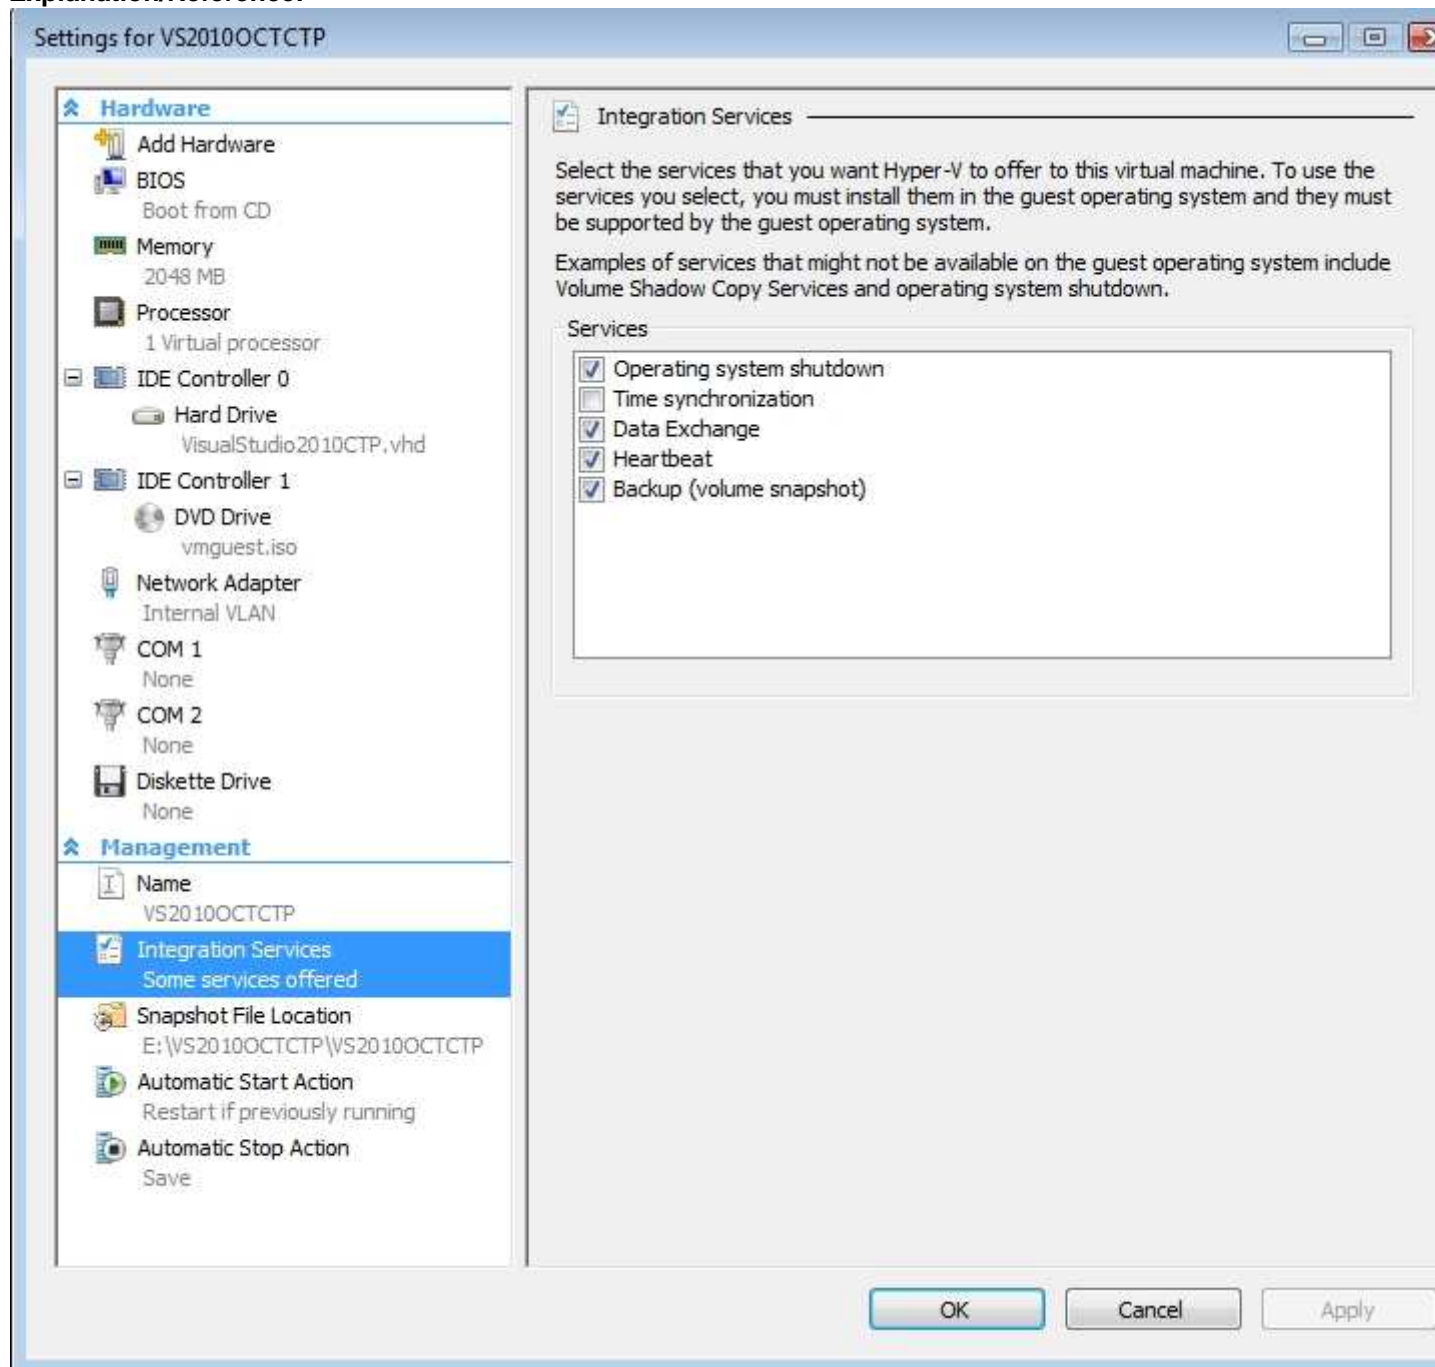 Explanation/Reference:
Settings for VS2010OCTCTP
Hardware
Add Hardware
BIOS
Boot from CD
Memory
2048 MB
Processor
1 Virtual processor
IDE Controller 0
Hard Drive
VisualStudio2010CTP.vhd
IDE Controller 1
DVD Drive
vmguest.iso
Network Adapter
Internal VLAN
COM 1
None
COM 2
None
Diskette Drive
None
Management
Name
VS2010OCTCTP
Integration Services
Some services offered
Snapshot File Location
E:\VS2010OCTCTP\VS2010OCTCTP
Automatic Start Action
Restart if previously running
Automatic Stop Action
Save
Integration Services
Select the services that you want Hyper-V to offer to this virtual machine. To use the
services you select, you must install them in the guest operating system and they must
be supported by the guest operating system.
Examples of services that might not be available on the guest operating system include
Volume Shadow Copy Services and operating system shutdown.
Services
Operating system shutdown
Time synchronization
Data Exchange
Heartbeat
Backup (volume snapshot)
OK
Cancel
Apply